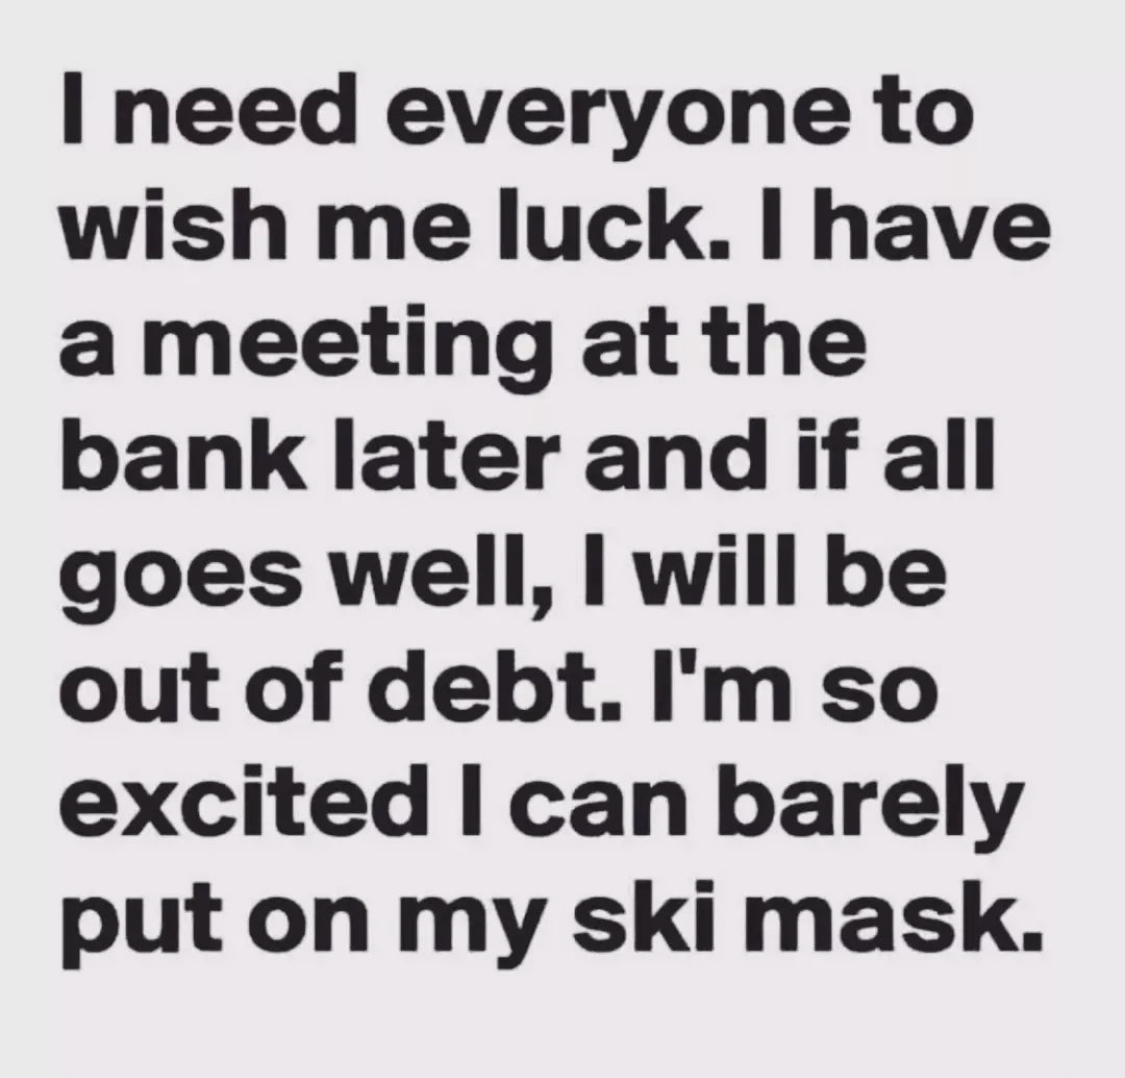 I need everyone to
wish me luck. I have
a meeting at the
bank later and if all
goes well, I will be
out of debt. I'm so
excited I can barely
put on my ski mask.